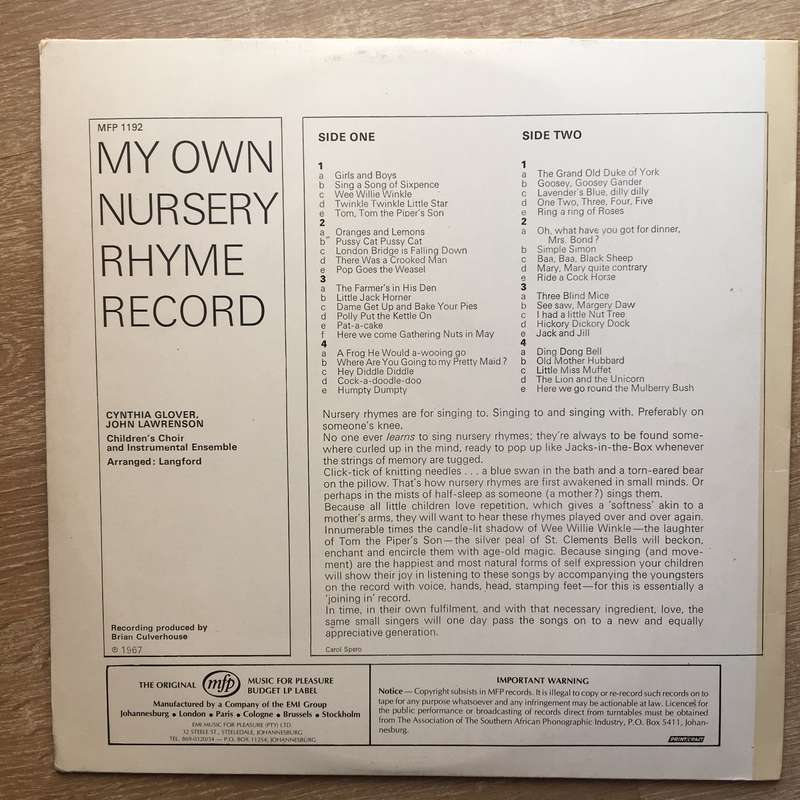 MFP 1192
MY OWN
NURSERY
RHYME
RECORD
CYNTHIA GLOVER,
JOHN LAWRENSON
Children's Choir
and Instrumental Ensemble
Arranged: Langford
Recording produced by
Brian Culverhouse
℗ 1967
SIDE ONE
1
a Girls and Boys
b Sing a Song of Sixpence
c Wee Willie Winkle
d Twinkle Twinkle Little Star
e Tom, Tom the Piper's Son
2
a Oranges and Lemons
b Pussy Cat Pussy Cat
c London Bridge is Falling Down
d There Was a Crooked Man
e Pop Goes the Weasel
3
a The Farmer's in His Den
b Little Jack Horner
c Dame Get Up and Bake Your Pies
d Polly Put the Kettle On
e Pat-a-cake
f Here we come Gathering Nuts in May
4
a A Frog He Would a-wooing go
b Where Are You Going to my Pretty Maid?
c Hey Diddle Diddle
d Cock-a-doodle-doo
e Humpty Dumpty
SIDE TWO
1
a The Grand Old Duke of York
b Goosey, Goosey Gander
c Lavender's Blue, dilly dilly
d One Two, Three, Four, Five
e Ring a ring of Roses
2
a Oh, what have you got for dinner,
Mrs. Bond?
b Simple Simon
c Baa, Baa, Black Sheep
d Mary, Mary quite contrary
e Ride a Cock Horse
3
a Three Blind Mice
b See saw, Margery Daw
c I had a little Nut Tree
d Hickory Dickory Dock
e Jack and Jill
4
a Ding Dong Bell
b Old Mother Hubbard
c Little Miss Muffet
d The Lion and the Unicorn
e Here we go round the Mulberry Bush
Nursery rhymes are for singing to. Singing to and singing with. Preferably on
someone's knee.
No one ever learns to sing nursery rhymes; they're always to be found some-
where curled up in the mind, ready to pop up like Jacks-in-the-Box whenever
the strings of memory are tugged.
Click-tick of knitting needles . . . a blue swan in the bath and a torn-eared bear
on the pillow. That's how nursery rhymes are first awakened in small minds. Or
perhaps in the mists of half-sleep as someone (a mother?) sings them.
Because all little children love repetition, which gives a 'softness' akin to a
mother's arms, they will want to hear these rhymes played over and over again.
Innumerable times the candle-lit shadow of Wee Willie Winkle—the laughter
of Tom the Piper's Son—the silver peal of St. Clements Bells will beckon,
enchant and encircle them with age-old magic. Because singing (and move-
ment) are the happiest and most natural forms of self expression your children
will show their joy in listening to these songs by accompanying the youngsters
on the record with voice, hands, head, stamping feet—for this is essentially a
'joining in' record.
In time, in their own fulfilment, and with that necessary ingredient, love, the
same small singers will one day pass the songs on to a new and equally
appreciative generation.
Carol Spero
THE ORIGINAL mfp MUSIC FOR PLEASURE
BUDGET LP LABEL
Manufactured by a Company of the EMI Group
Johannesburg • London • Paris • Cologne • Brussels • Stockholm
EMI MUSIC FOR PLEASURE (PTY) LTD.
32 STEELE ST., STEELEDALE, JOHANNESBURG
TEL. 869-0320/14 — P.O. BOX 11254, JOHANNESBURG
IMPORTANT WARNING
Notice — Copyright subsists in MFP records. It is illegal to copy or re-record such records on to
tape for any purpose whatsoever and any infringement may be actionable at law. Licences for
the public performance or broadcasting of records direct from turntables must be obtained
from The Association of The Southern African Phonographic Industry, P.O. Box 5411, Johan-
nesburg.
PRINTCRAFT